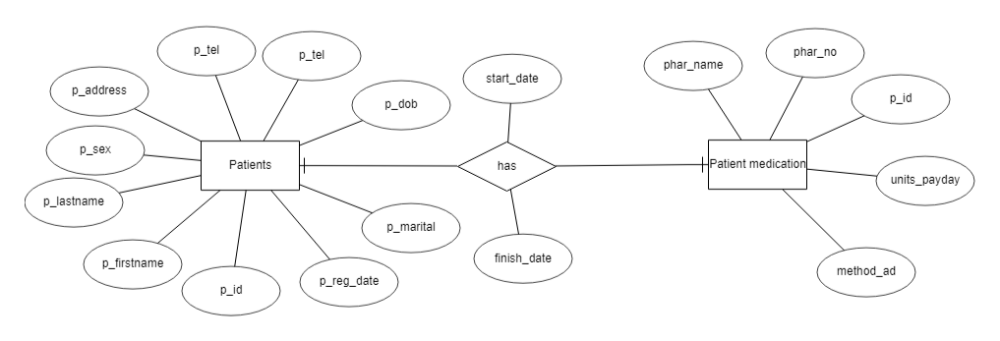 p_tel
p_tel
p_address
p_dob
p_sex
Patients
p_lastname
p_marital
p_firstname
p_id
p_reg_date
start_date
has
finish_date
phar_name
phar_no
p_id
Patient medication
units_payday
method_ad